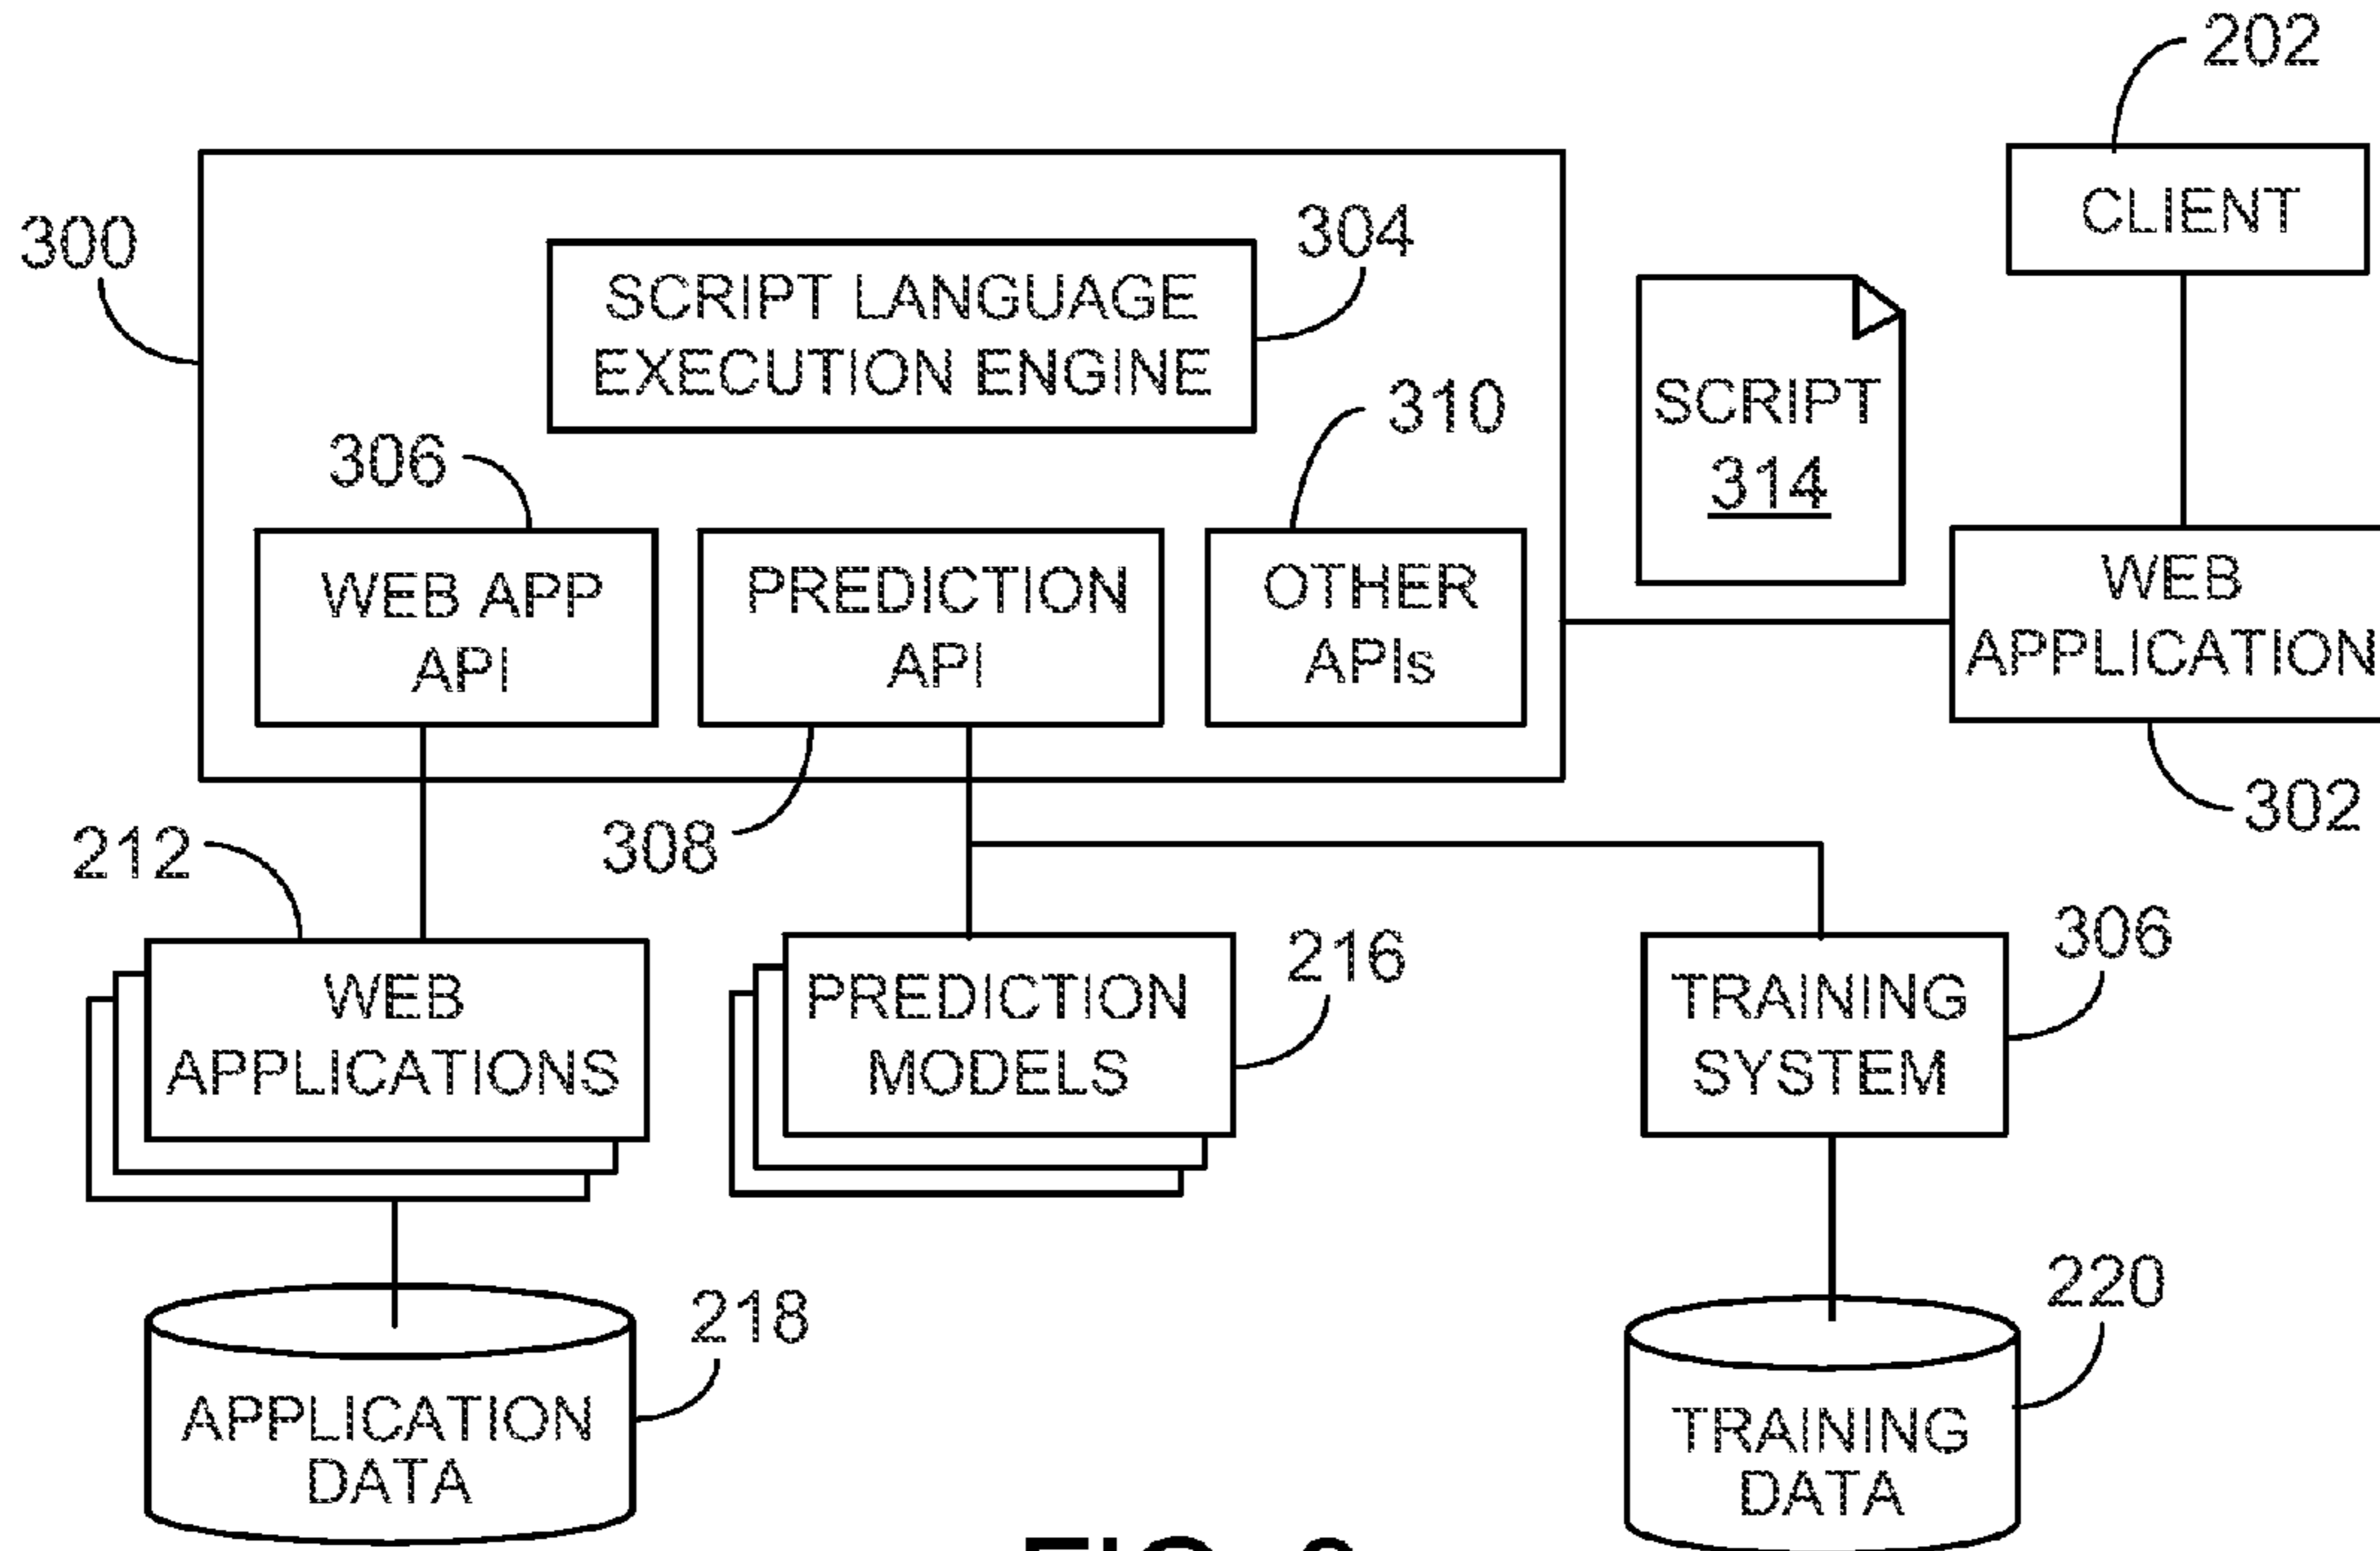 202
CLIENT
300
SCRIPT LANGUAGE
EXECUTION ENGINE
304
310
306
SCRIPT
314
WEB APP
API
PREDICTION
API
OTHER
APIs
WEB
APPLICATION
302
308
212
WEB
APPLICATIONS
PREDICTION
MODELS
216
TRAINING
SYSTEM
306
218
APPLICATION
DATA
220
TRAINING
DATA